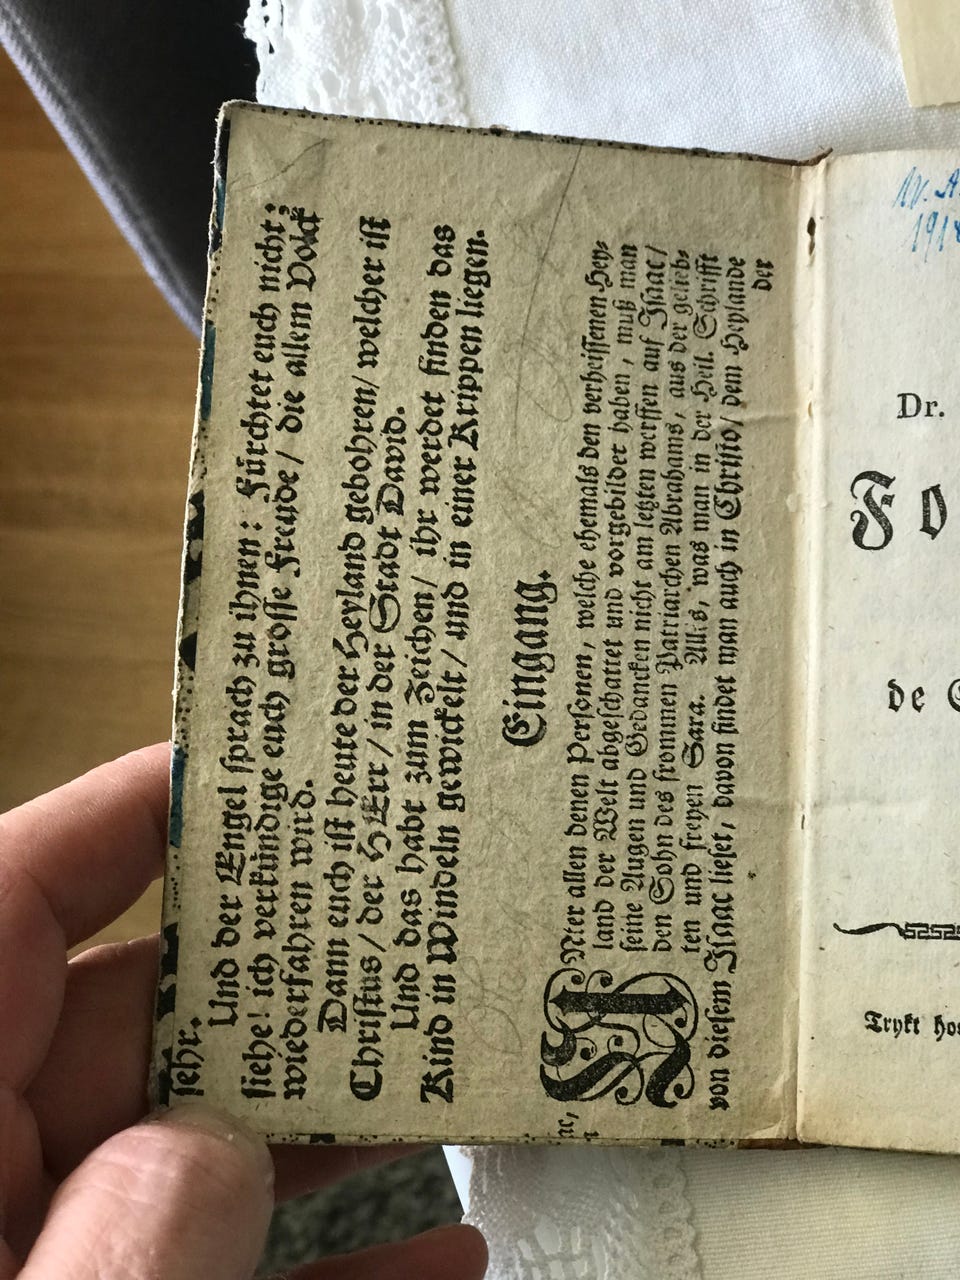 sehr.
Und der Engel sprach zu ihnen: Fürchtet euch nicht;
siehe! ich verkündige euch grosse Freude/ die allem Volck
wiederfahren wird.
Dann euch ist heute der Heyland gebohren/ welcher ist
Christus/ der HErr/ in der Stadt David.
Und das habt zum Zeichen/ ihr werdet finden das
Kind in Windeln gewickelt/ und in einer Krippen liegen.
Eingang.
UNter allen denen Personen, welche ehemals den verheissenen Hey-
land der Welt abgeschattet und vorgebildet haben, muß man
seine Augen und Gedancken nicht am letzten werffen auf Isaac/
den Sohn des frommen Patriarchen Abrahams, aus der gelieb-
ten und freyen Sara. Alles, was man in der Heil. Schrifft
von diesem Isaac lieset, davon findet man auch in Christo/ dem Heylande
der
1918
Dr.
Fo
de
Trykt hos